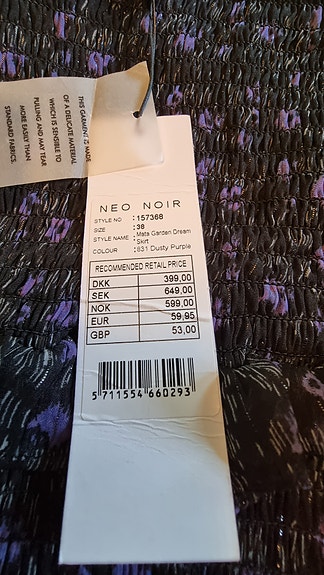 THIS GARMENT IS MADE
OF A DELICATE MATERIAL
WHICH IS SENSIBLE TO
PULLING AND MAY TEAR
MORE EASILY THAN
STANDARD FABRICS.
NEO NOIR
STYLE NO. : 157368
SIZE : 38
STYLE NAME : Mata Garden Dream
Skirt
COLOUR : 831 Dusty Purple
RECOMMENDED RETAIL PRICE
DKK 399,00
SEK 649,00
NOK 599,00
EUR 59,95
GBP 53,00
5 711554 660293